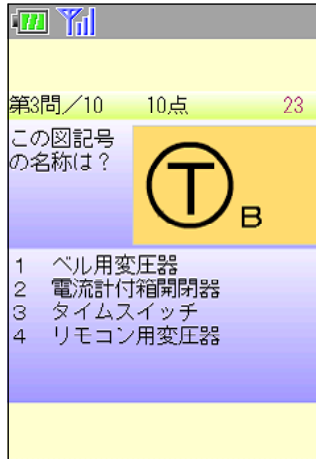 第3問／10 10点 23
この図記号
の名称は？
T
B
1 ベル用変圧器
2 電流計付箱開閉器
3 タイムスイッチ
4 リモコン用変圧器